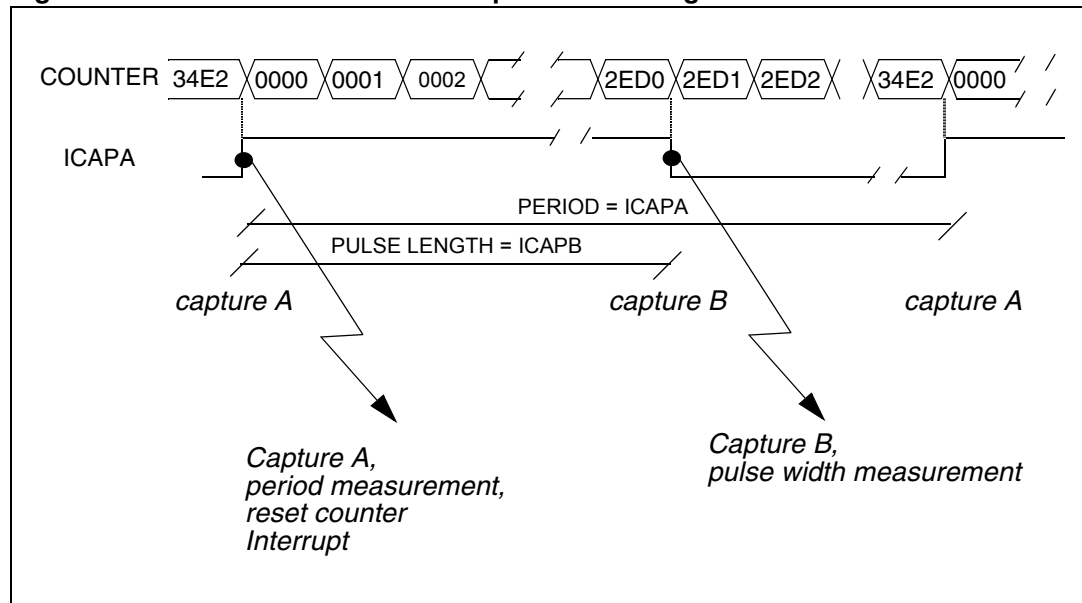 COUNTER 34E2 0000 0001 0002 2ED0 2ED1 2ED2 34E2 0000
ICAPA
PERIOD = ICAPA
PULSE LENGTH = ICAPB
capture A capture B capture A
Capture A,
period measurement,
reset counter
Interrupt
Capture B,
pulse width measurement